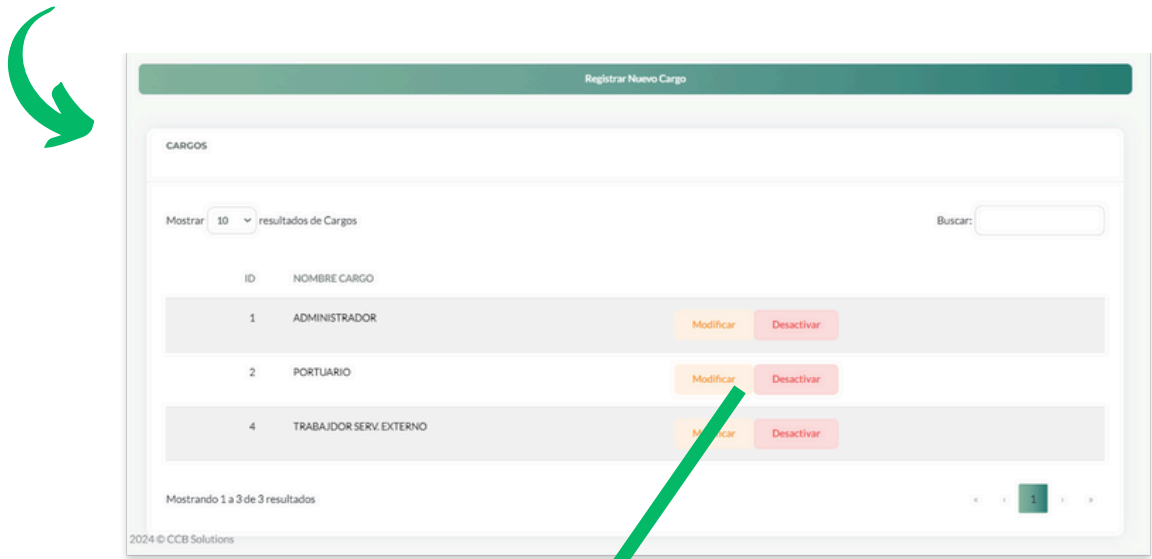 Registrar Nuevo Cargo
CARGOS
Mostrar 10 resultados de Cargos Buscar:
ID NOMBRE CARGO
1 ADMINISTRADOR Modificar Desactivar
2 PORTUARIO Modificar Desactivar
4 TRABAJDOR SERV. EXTERNO Desactivar
Mostrando 1 a 3 de 3 resultados « ‹ 1 › »
2024 © CCB Solutions